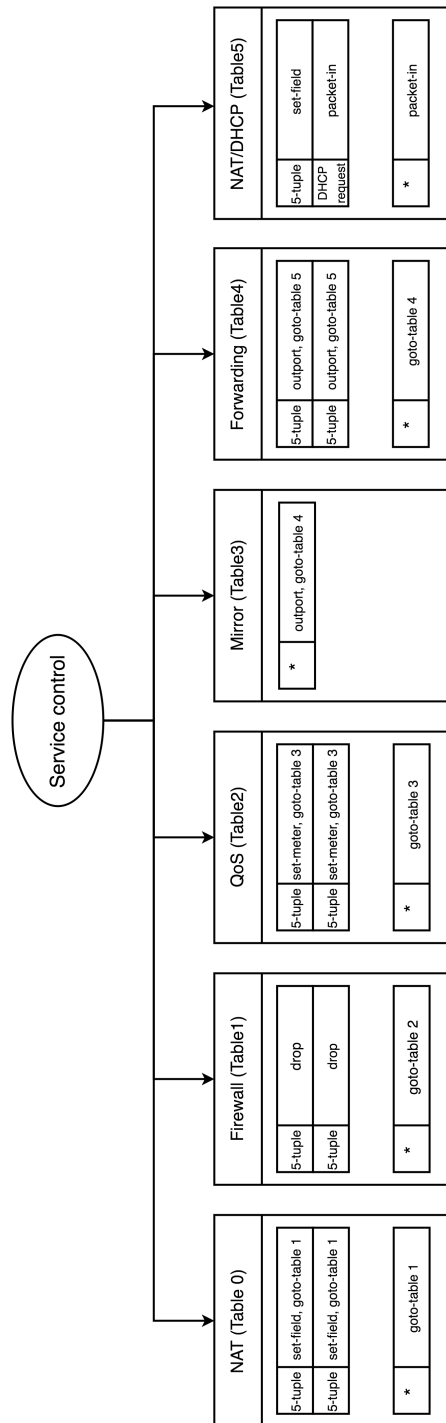 Service control
NAT (Table 0)
5-tuple set-field, goto-table 1
5-tuple set-field, goto-table 1
* goto-table 1
Firewall (Table1)
5-tuple drop
5-tuple drop
* goto-table 2
QoS (Table2)
5-tuple set-meter, goto-table 3
5-tuple set-meter, goto-table 3
* goto-table 3
Mirror (Table3)
* outport, goto-table 4
Forwarding (Table4)
5-tuple outport, goto-table 5
5-tuple outport, goto-table 5
* goto-table 4
NAT/DHCP (Table5)
5-tuple set-field
DHCP
request packet-in
* packet-in